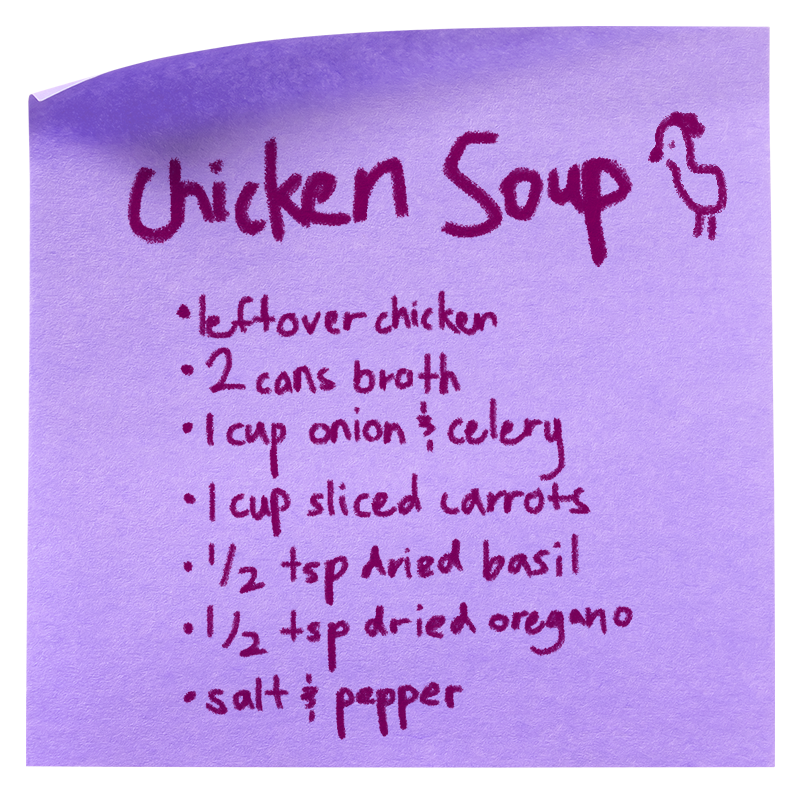 Chicken Soup
• leftover chicken
• 2 cans broth
• 1 cup onion & celery
• 1 cup sliced carrots
• 1/2 tsp dried basil
• 1/2 tsp dried oregano
• salt & pepper